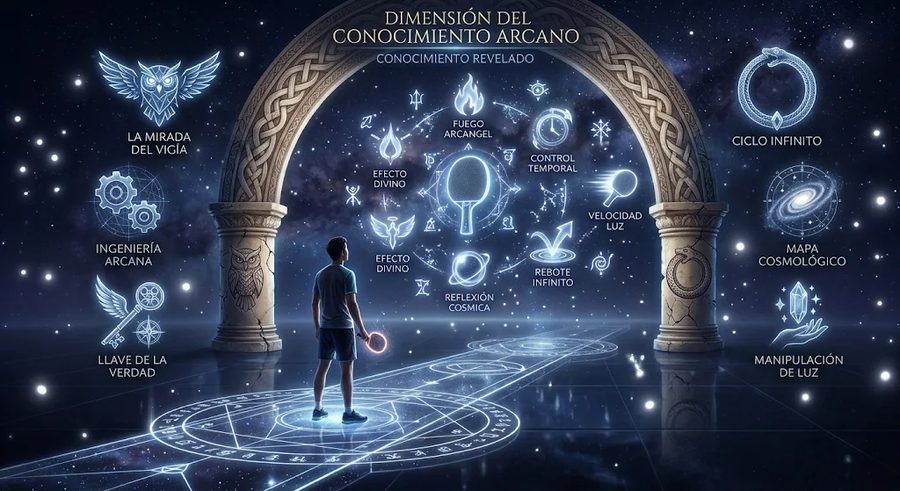 DIMENSIÓN DEL
CONOCIMIENTO ARCANO
CONOCIMIENTO REVELADO
LA MIRADA
DEL VIGÍA
INGENIERÍA
ARCANA
LLAVE DE LA
VERDAD
FUEGO
ARCANGEL
EFECTO
DIVINO
CONTROL
TEMPORAL
VELOCIDAD
LUZ
EFECTO
DIVINO
REBOTE
INFINITO
REFLEXIÓN
COSMICA
CICLO INFINITO
MAPA
COSMOLÓGICO
MANIPULACIÓN
DE LUZ